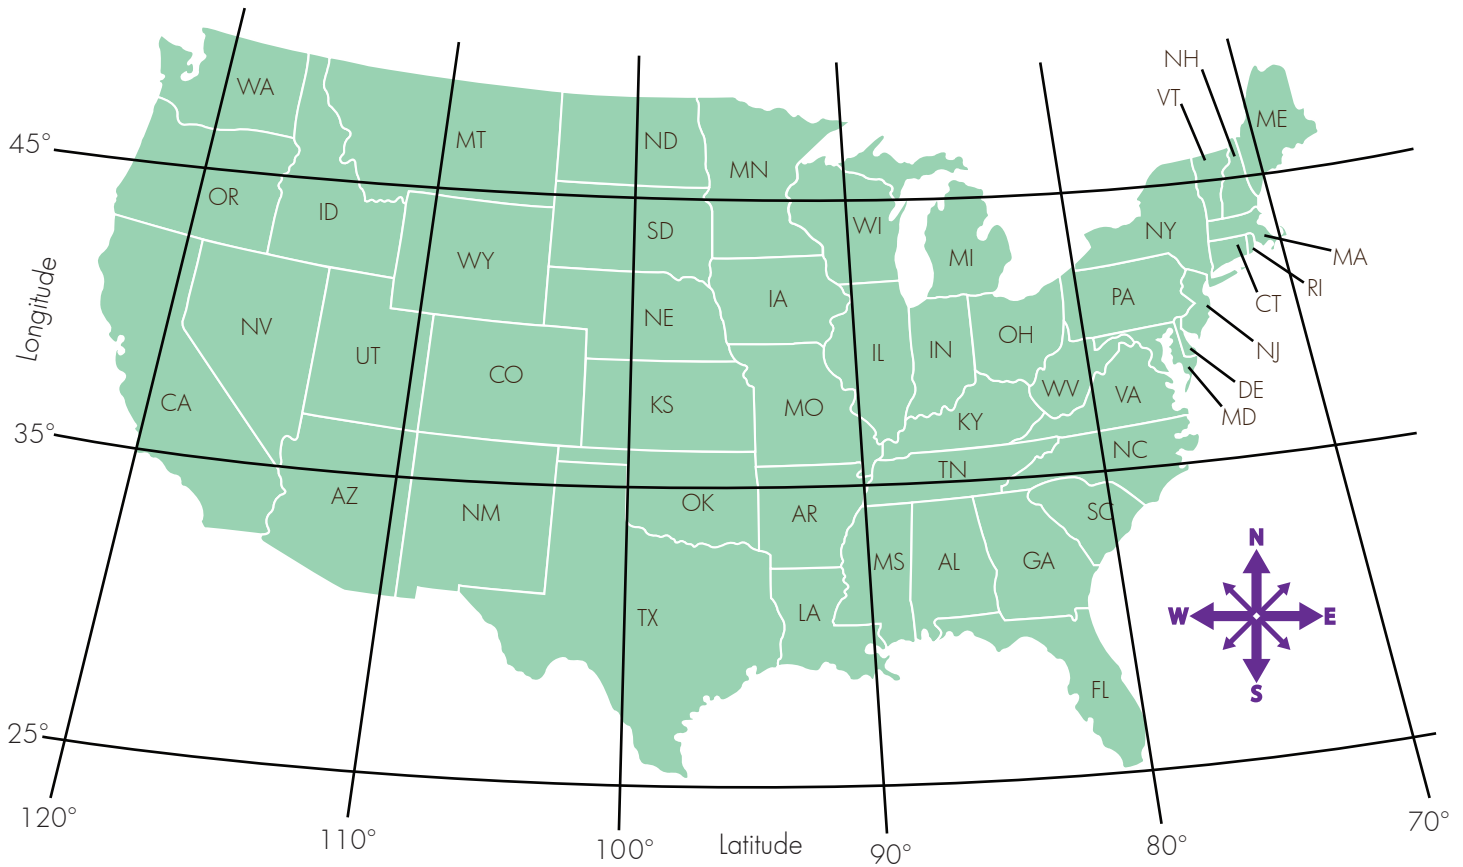 NH
VT
WA
ME
MT
ND
MN
45°
OR
ID
SD
WI
NY
WY
MI
MA
Longitude
IA
PA
RI
CT
NV
NE
OH
UT
IL
IN
NJ
CO
CA
KS
MO
WV
VA
DE
MD
KY
35°
NC
TN
AZ
NM
OK
AR
SC
N
MS
AL
GA
TX
LA
W
E
FL
S
25°
120°
110°
100°
Latitude
90°
80°
70°